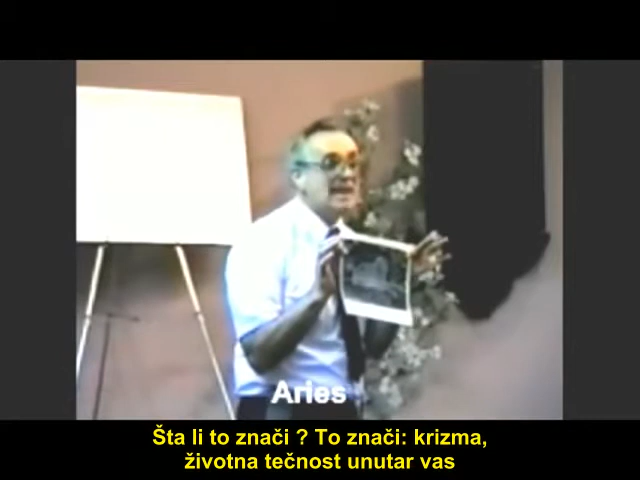 Aries
Šta li to znači ? To znači: krizma,
životna tečnost unutar vas